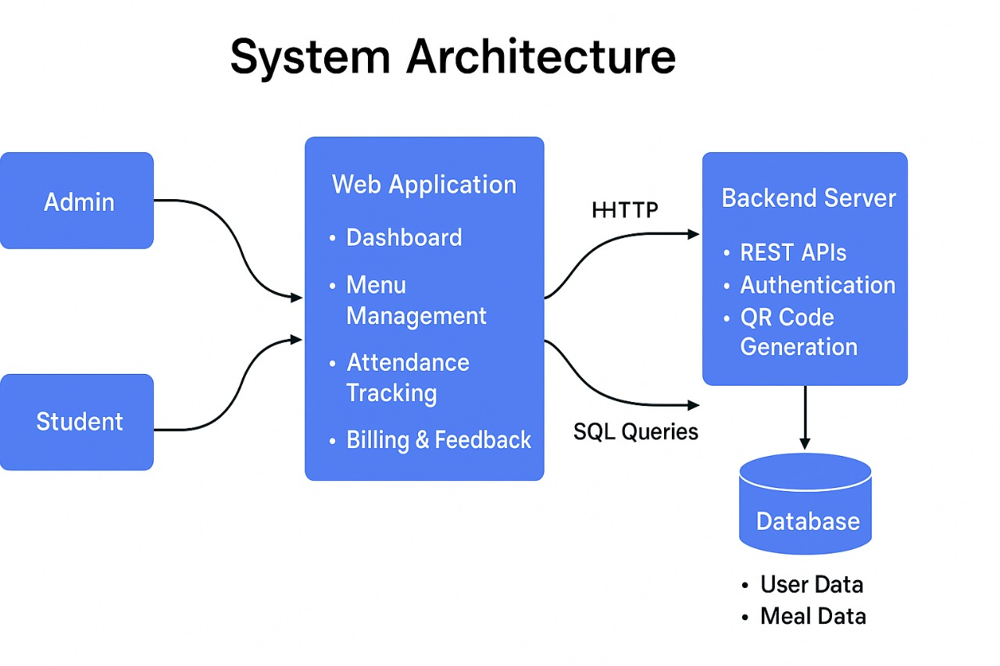 System Architecture
Admin
Student
Web Application
• Dashboard
• Menu
Management
• Attendance
Tracking
• Billing & Feedback
HHTTP
SQL Queries
Backend Server
• REST APIs
• Authentication
• QR Code
Generation
Database
• User Data
• Meal Data